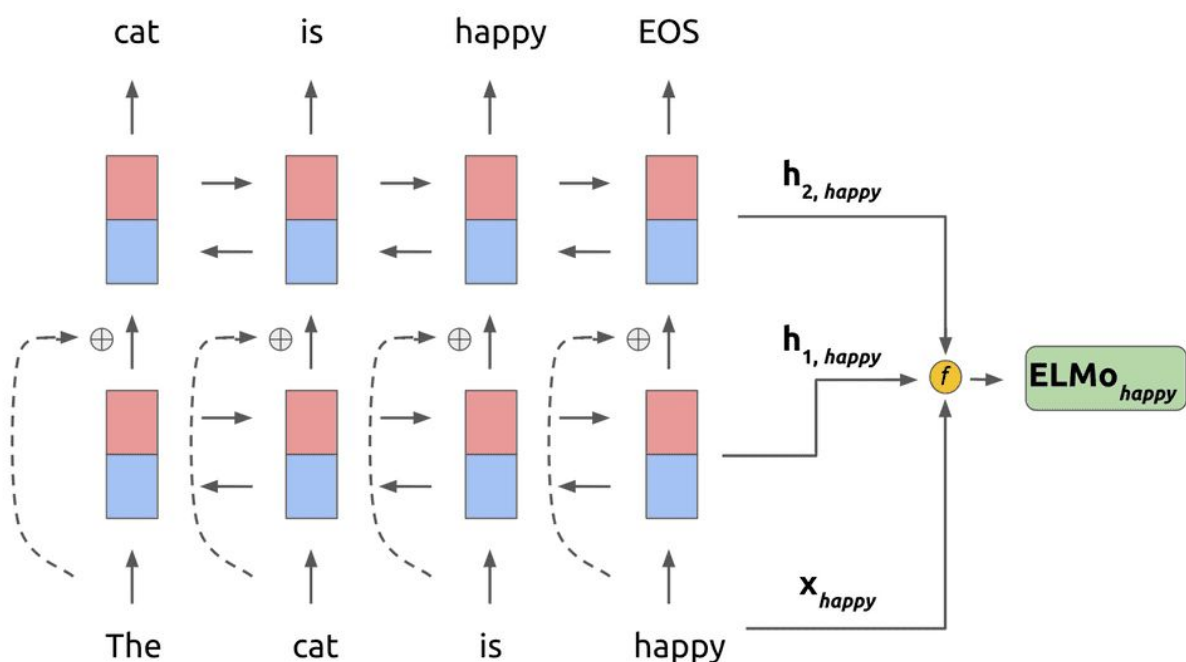 cat is happy EOS
h2, happy
h1, happy
f ELMohappy
xhappy
The cat is happy